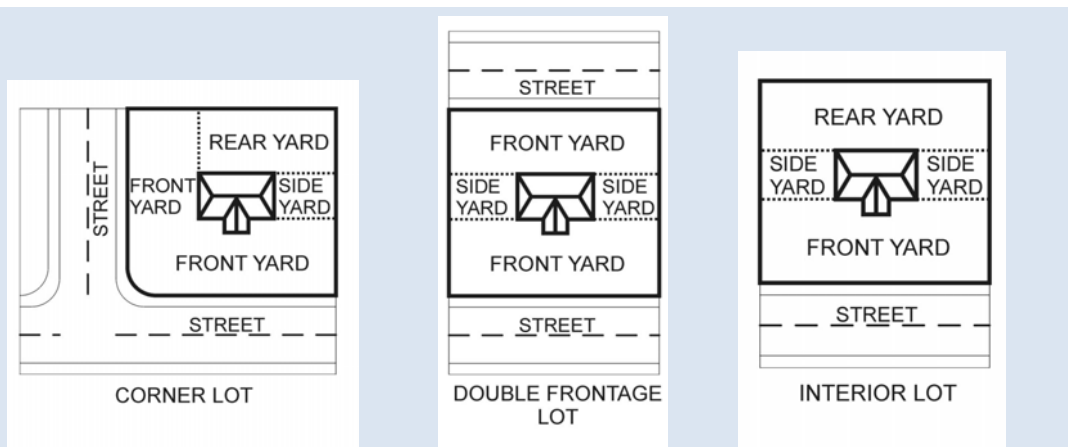 STREET
REAR YARD
FRONT
YARD
SIDE
YARD
FRONT YARD
STREET
CORNER LOT
STREET
FRONT YARD
SIDE
YARD
SIDE
YARD
FRONT YARD
STREET
DOUBLE FRONTAGE
LOT
REAR YARD
SIDE
YARD
SIDE
YARD
FRONT YARD
STREET
INTERIOR LOT